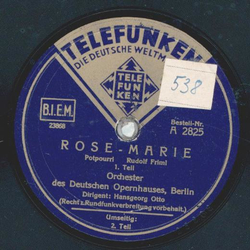 TELEFUNKEN
DIE DEUTSCHE WELTM
TELE
FUN
KEN
538
B.I.E.M.
23868
Bestell-Nr.
A 2825
ROSE-MARIE
Potpourri Rudolf Friml
1. Teil
Orchester
des Deutschen Opernhauses, Berlin
Dirigent: Hansgeorg Otto
(Recht z. Rundfunkverbreitung vorbehalt.)
Umseitig:
2. Teil